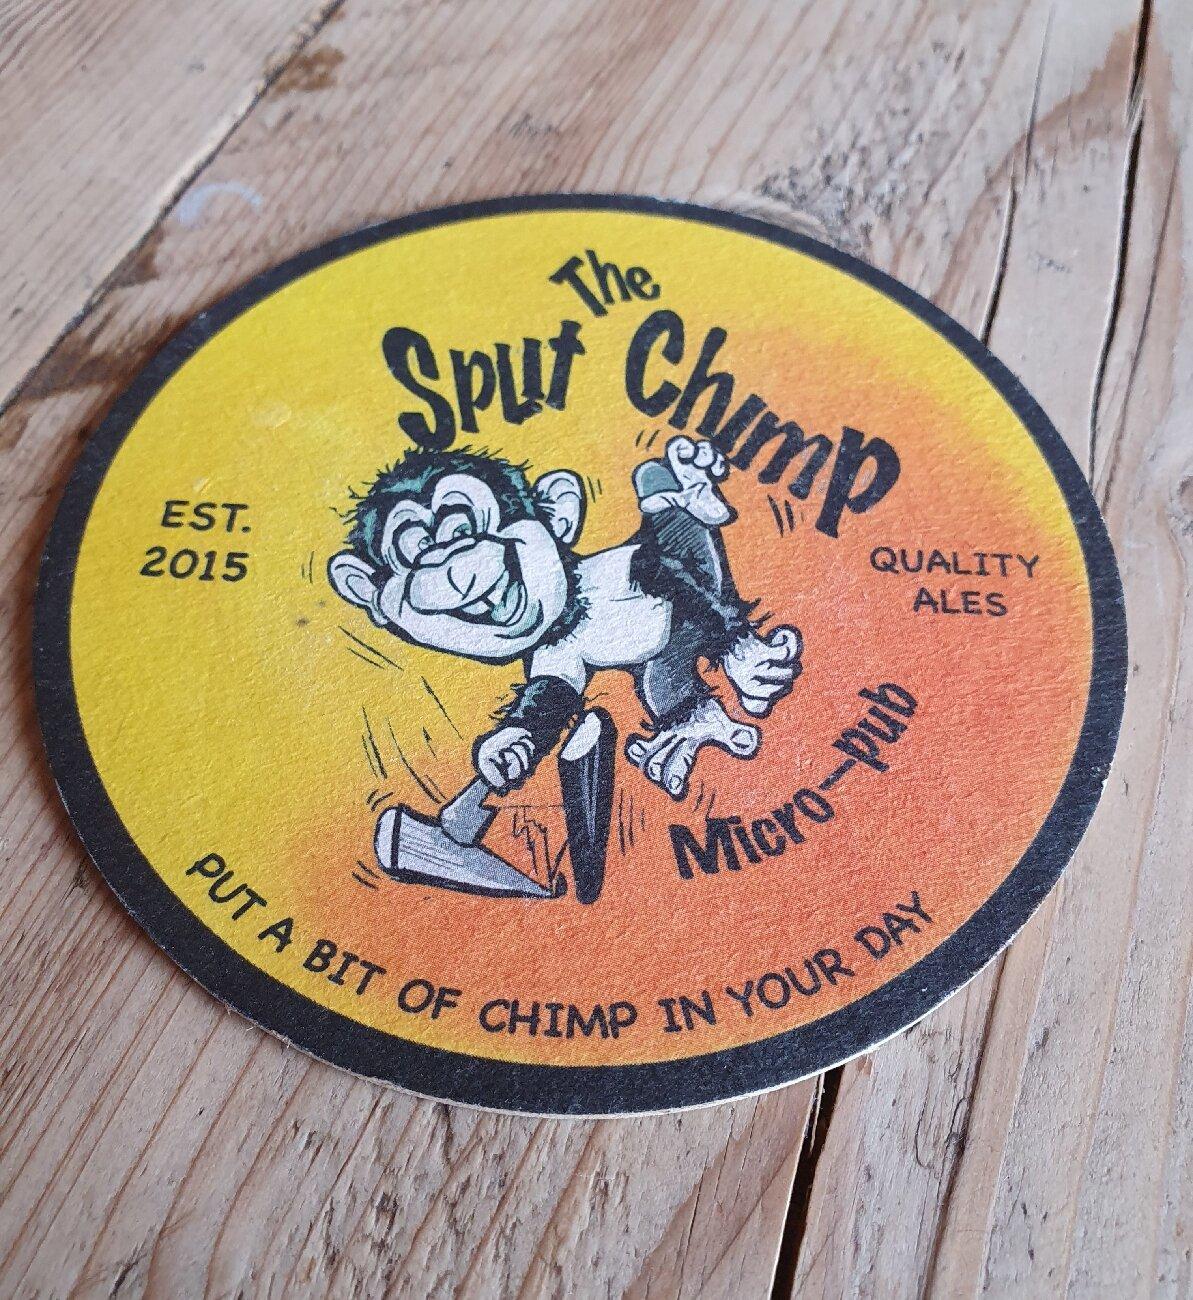 The
Split Chimp
EST.
2015
QUALITY
ALES
Micro-pub
PUT A BIT OF CHIMP IN YOUR DAY